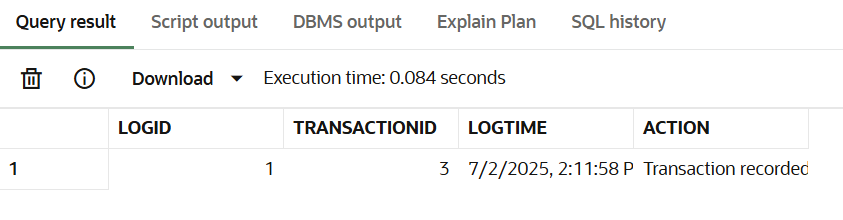 Query result Script output DBMS output Explain Plan SQL history
Download Execution time: 0.084 seconds
LOGID TRANSACTIONID LOGTIME ACTION
1 1 3 7/2/2025, 2:11:58 P Transaction recorded